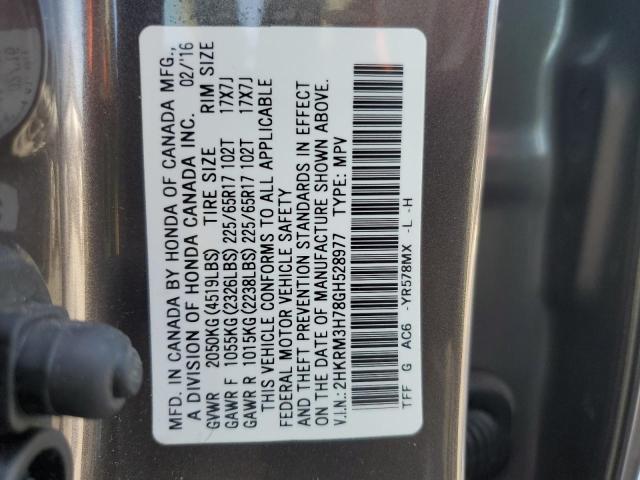 MFD. IN CANADA BY HONDA OF CANADA MFG.,
A DIVISION OF HONDA CANADA INC. 02/'16
GVWR 2050KG(4519LBS) TIRE SIZE RIM SIZE
GAWR F 1055KG(2326LBS) 225/65R17 102T 17X7J
GAWR R 1015KG(2238LBS) 225/65R17 102T 17X7J
THIS VEHICLE CONFORMS TO ALL APPLICABLE
FEDERAL MOTOR VEHICLE SAFETY
AND THEFT PREVENTION STANDARDS IN EFFECT
ON THE DATE OF MANUFACTURE SHOWN ABOVE.
V.I.N.: 2HKRM3H78GH528977 TYPE: MPV
TFF G AC6 -YR578MX -L -H